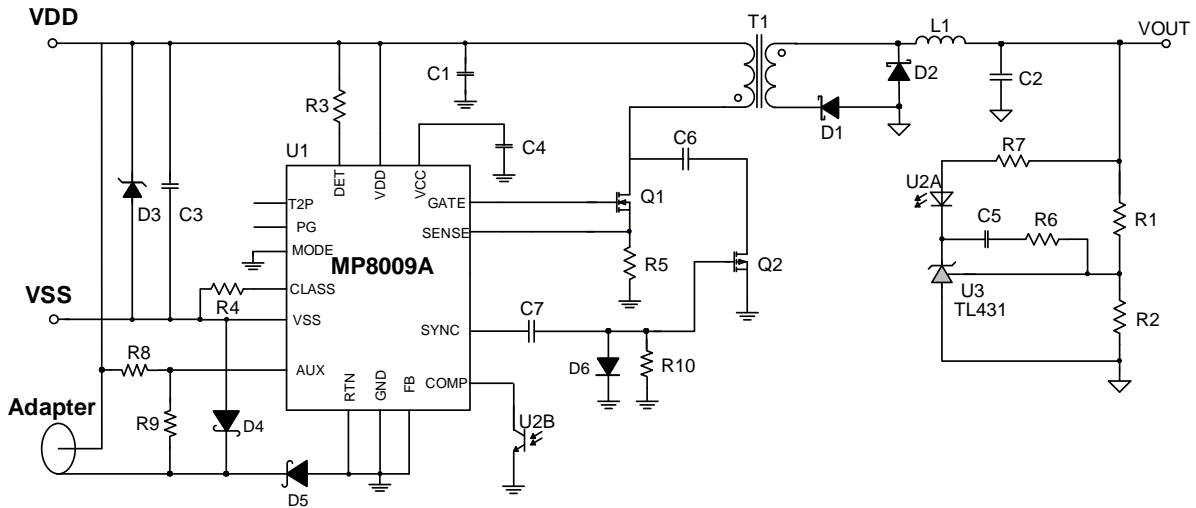 VDD
T1
L1
VOUT
C1
D2
C2
R3
D1
C4
C6
R7
U1
DET
VDD
VCC
U2A
D3
C3
T2P
GATE
Q1
PG
SENSE
C5
R6
R1
MODE
MP8009A
R5
Q2
VSS
CLASS
R4
U3
TL431
VSS
C7
SYNC
R2
R8
D6
R10
AUX
RTN
GND
FB
COMP
Adapter
R9
D4
U2B
D5